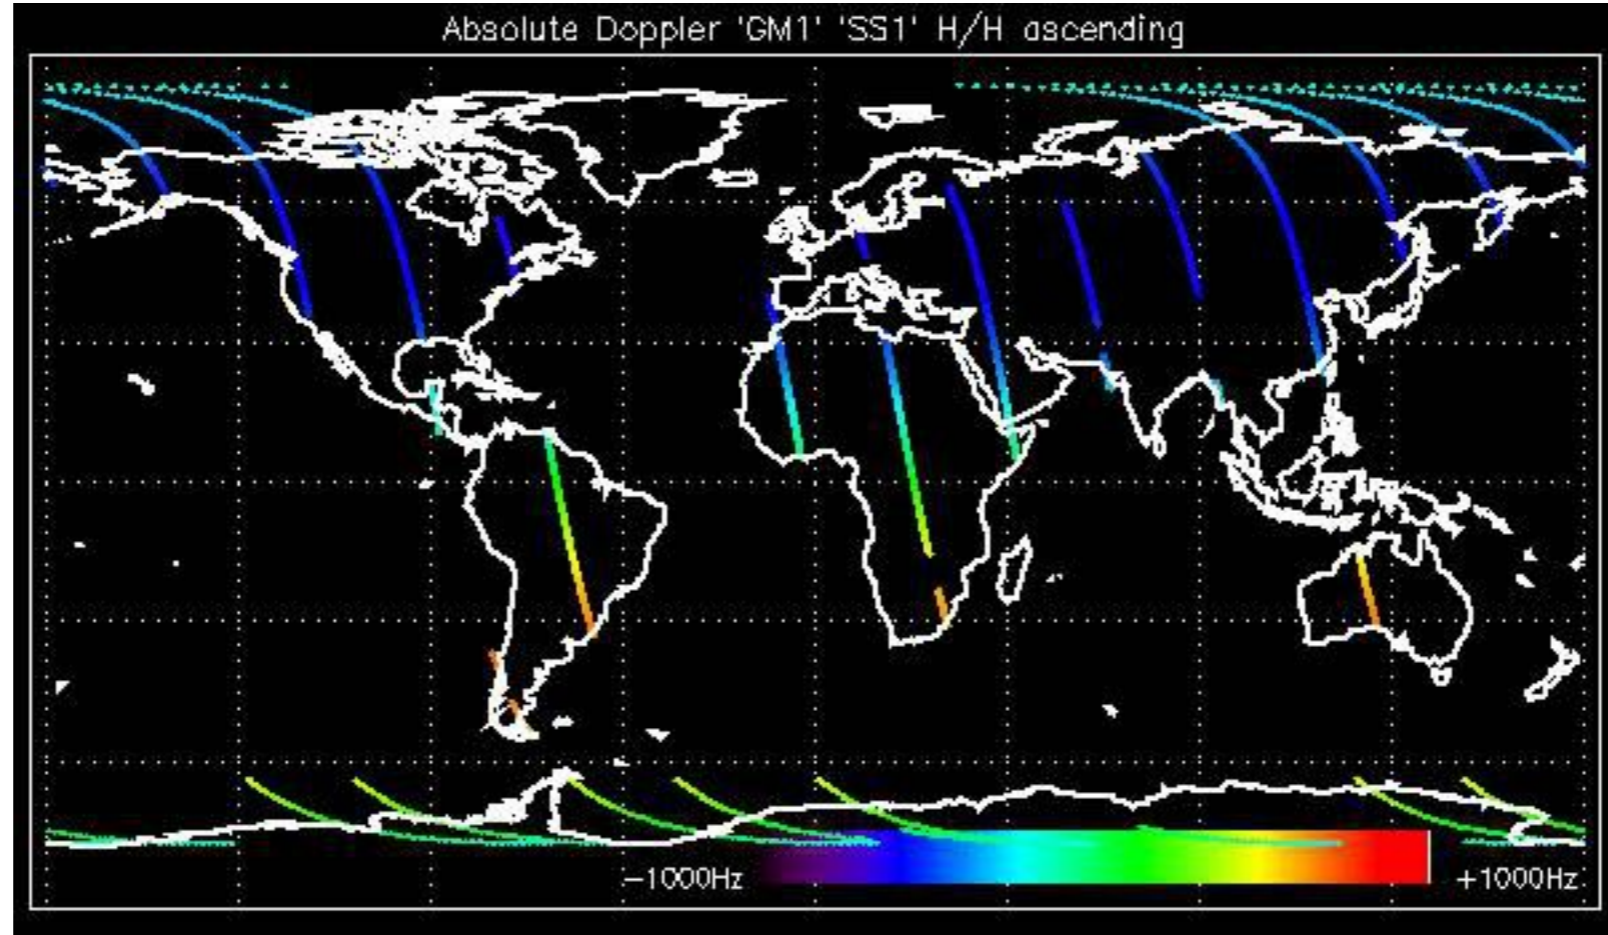 Absolute Doppler 'GM1' 'SS1' H/H ascending
−1000Hz +1000Hz